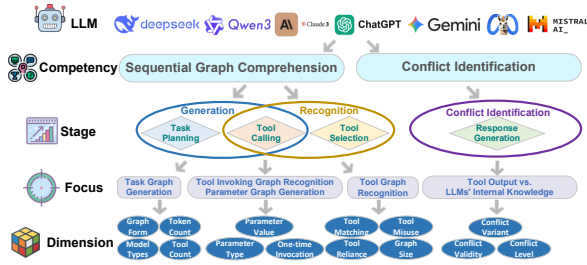 LLM
deepseek
Qwen3
Claude 3
ChatGPT
Gemini
MISTRAL
AI_
Competency
Sequential Graph Comprehension
Conflict Identification
Stage
Generation
Recognition
Conflict Identification
Task
Planning
Tool
Calling
Tool
Selection
Response
Generation
Focus
Task Graph
Generation
Tool Invoking Graph Recognition
Parameter Graph Generation
Tool Graph
Recognition
Tool Output vs.
LLMs' Internal Knowledge
Dimension
Graph
Form
Token
Count
Model
Types
Tool
Count
Parameter
Value
Parameter
Type
One-time
Invocation
Tool
Matching
Tool
Misuse
Tool
Reliance
Graph
Size
Conflict
Variant
Conflict
Validity
Conflict
Level